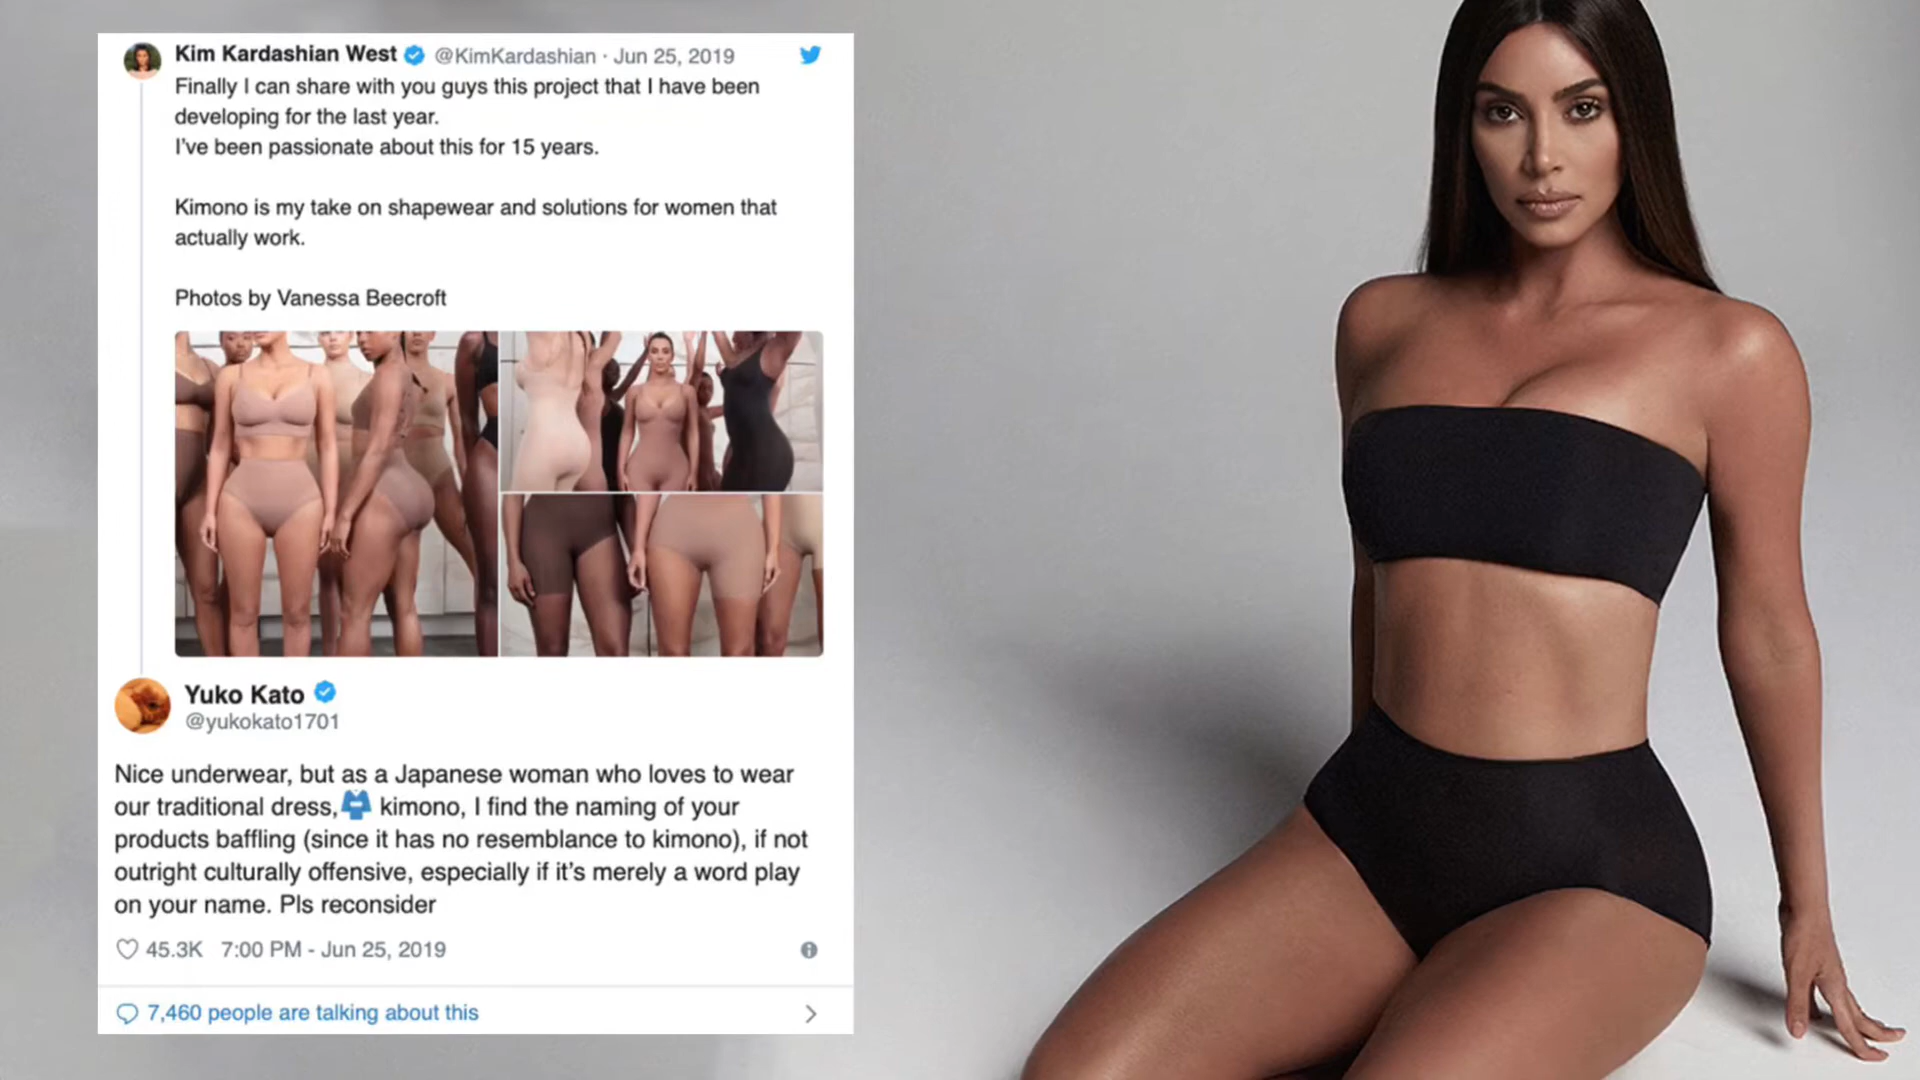 Kim Kardashian West @KimKardashian · Jun 25, 2019
Finally I can share with you guys this project that I have been
developing for the last year.
I've been passionate about this for 15 years.
Kimono is my take on shapewear and solutions for women that
actually work.
Photos by Vanessa Beecroft
Yuko Kato
@yukokato1701
Nice underwear, but as a Japanese woman who loves to wear
our traditional dress,👘 kimono, I find the naming of your
products baffling (since it has no resemblance to kimono), if not
outright culturally offensive, especially if it's merely a word play
on your name. Pls reconsider
45.3K 7:00 PM - Jun 25, 2019
7,460 people are talking about this